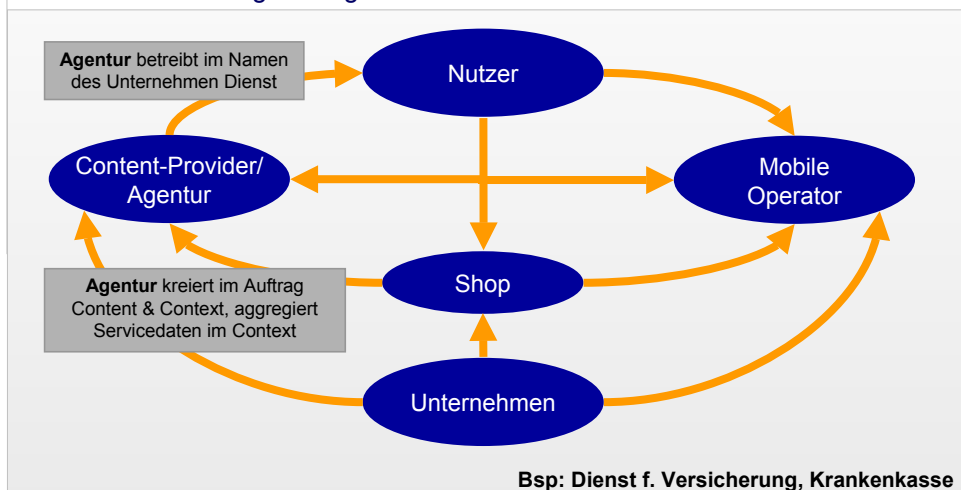 Agentur betreibt im Namen
des Unternehmen Dienst
Nutzer
Content-Provider/
Agentur
Mobile
Operator
Agentur kreiert im Auftrag
Content & Context, aggregiert
Servicedaten im Context
Shop
Unternehmen
Bsp: Dienst f. Versicherung, Krankenkasse